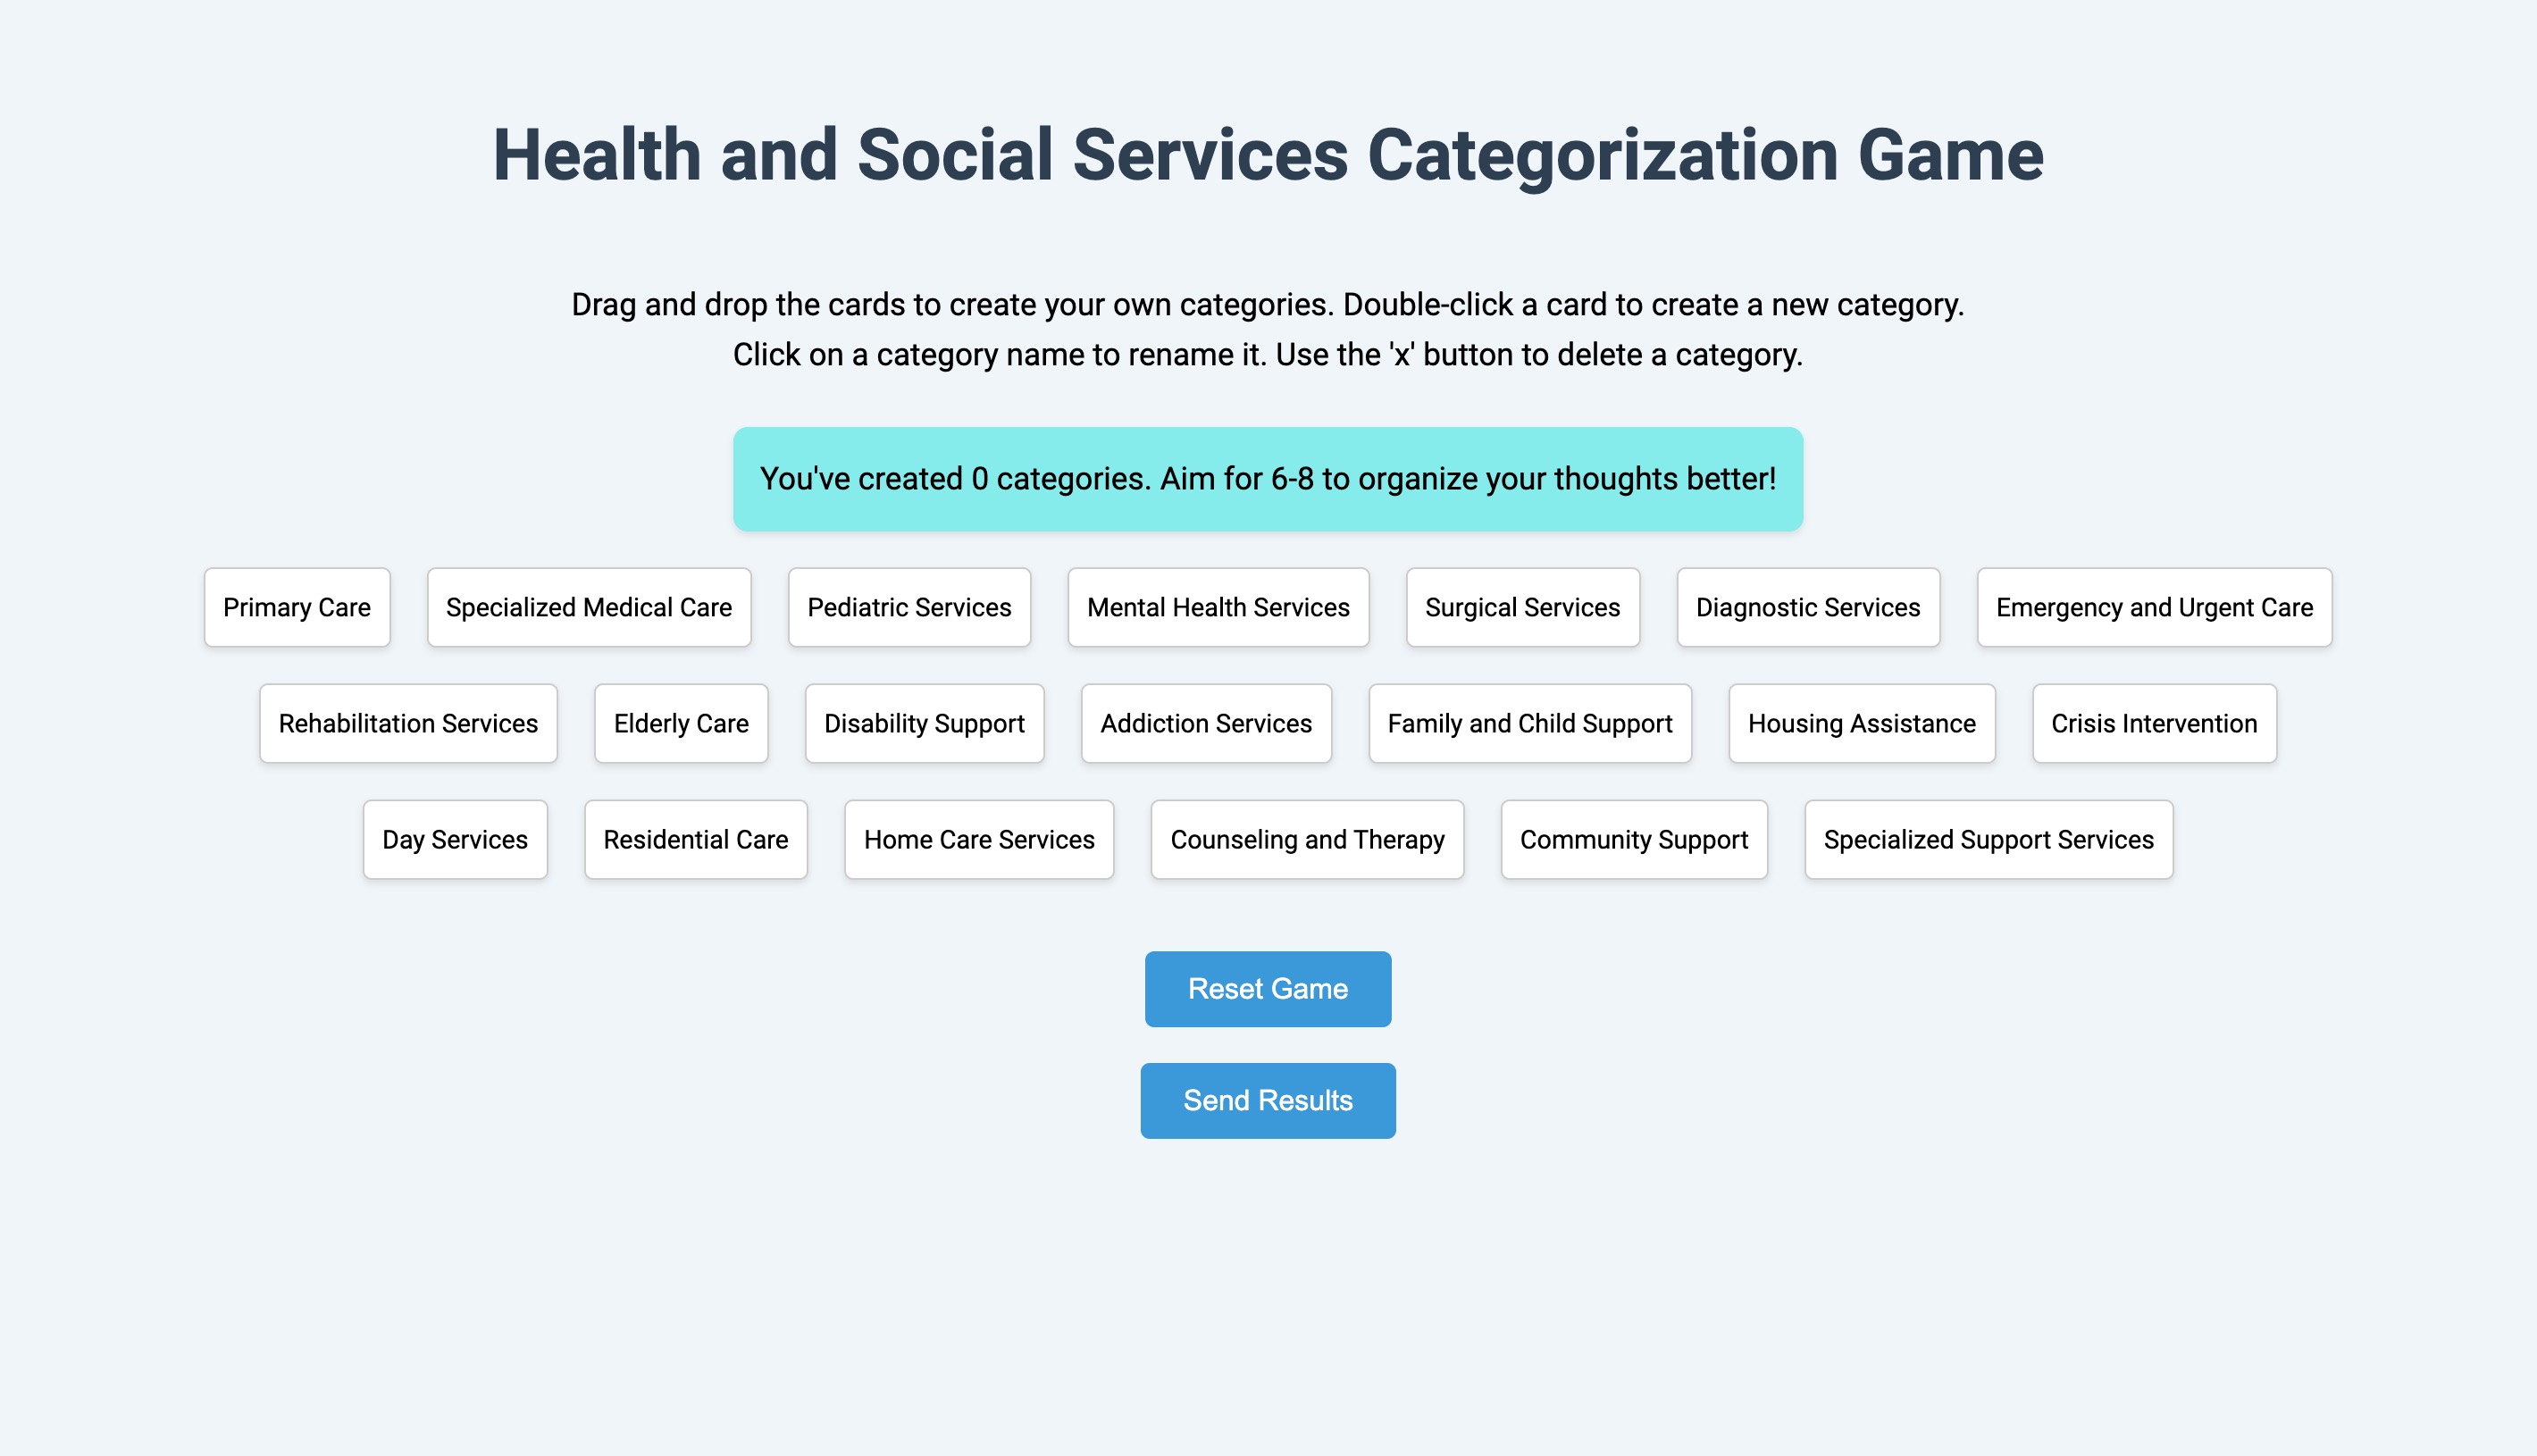 Health and Social Services Categorization Game
Drag and drop the cards to create your own categories. Double-click a card to create a new category.
Click on a category name to rename it. Use the 'x' button to delete a category.
You've created 0 categories. Aim for 6-8 to organize your thoughts better!
Primary Care Specialized Medical Care Pediatric Services Mental Health Services Surgical Services Diagnostic Services Emergency and Urgent Care
Rehabilitation Services Elderly Care Disability Support Addiction Services Family and Child Support Housing Assistance Crisis Intervention
Day Services Residential Care Home Care Services Counseling and Therapy Community Support Specialized Support Services
Reset Game
Send Results